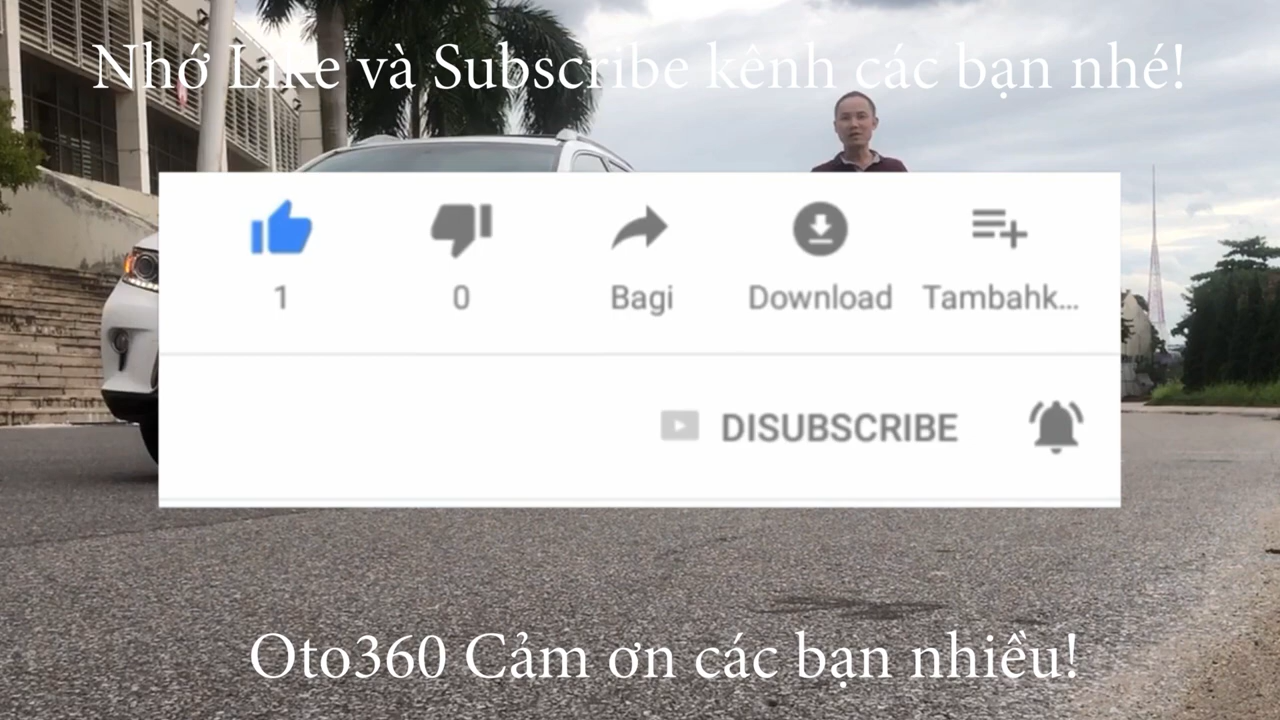 Nhớ Like và Subscribe kênh các bạn nhé!
1 0 Bagi Download Tambahk...
DISUBSCRIBE
Oto360 Cảm ơn các bạn nhiều!